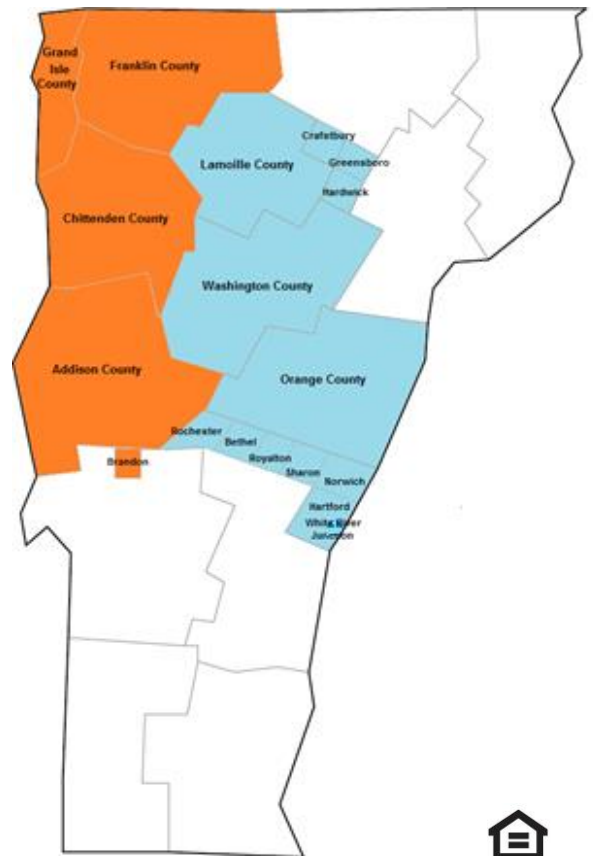 Grand
Isle
County
Franklin County
Craftsbury
Lamoille County
Greensboro
Hardwick
Chittenden County
Washington County
Addison County
Orange County
Rochester
Bethel
Royalton
Sharon
Brandon
Norwich
Hartford
White River
Junction